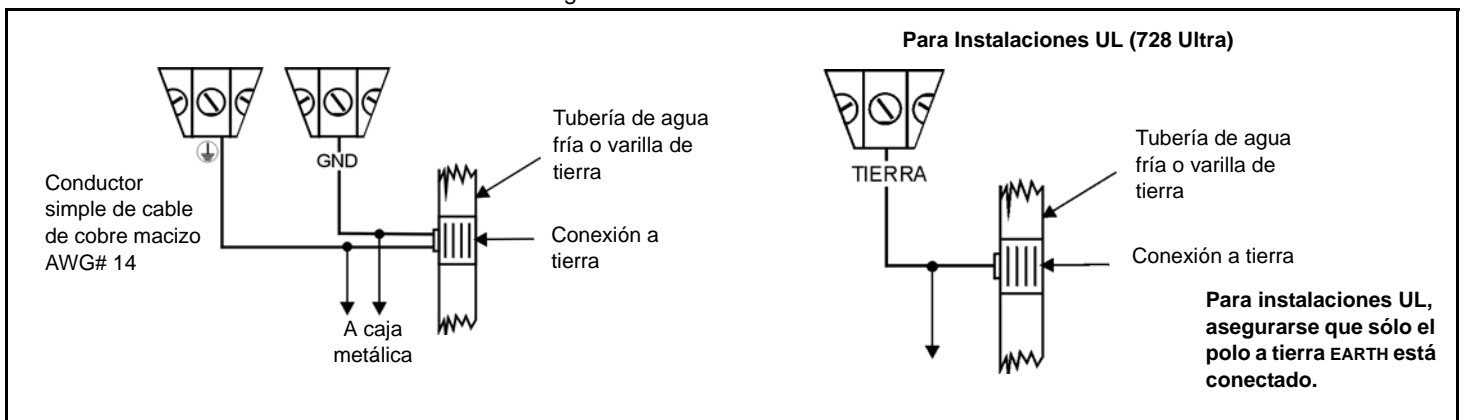 Para Instalaciones UL (728 Ultra)
GND
Tubería de agua
fría o varilla de
tierra
Conductor
simple de cable
de cobre macizo
AWG# 14
Conexión a
tierra
A caja
metálica
TIERRA
Tubería de agua
fría o varilla de
tierra
Conexión a tierra
Para instalaciones UL,
asegurarse que sólo el
polo a tierra EARTH está
conectado.